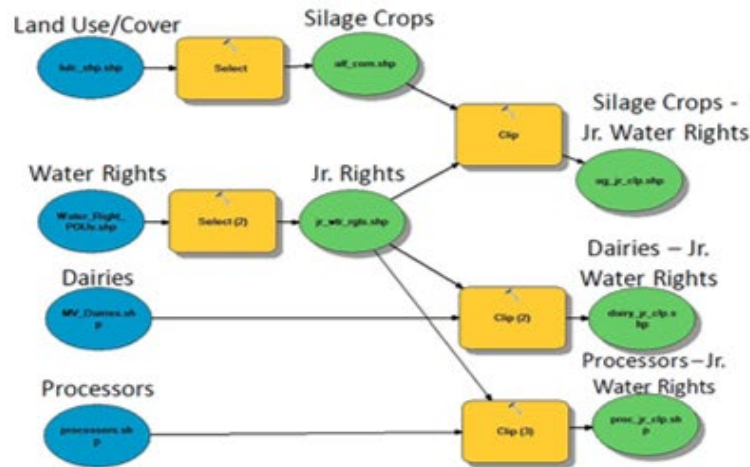 Land Use/Cover
Silage Crops
lulc_shp.shp
Select
alf_corn.shp
Clip
Silage Crops -
Jr. Water Rights
ag_jr_clp.shp
Water Rights
Jr. Rights
Water_Right_
POUs.shp
Select (2)
jr_wtr_rgts.shp
Dairies
Dairies – Jr.
Water Rights
MV_Dairies.sh
p
Clip (2)
dairy_jr_clp.s
hp
Processors
Processors–Jr.
Water Rights
processors.sh
p
Clip (3)
proc_jr_clp.sh
p